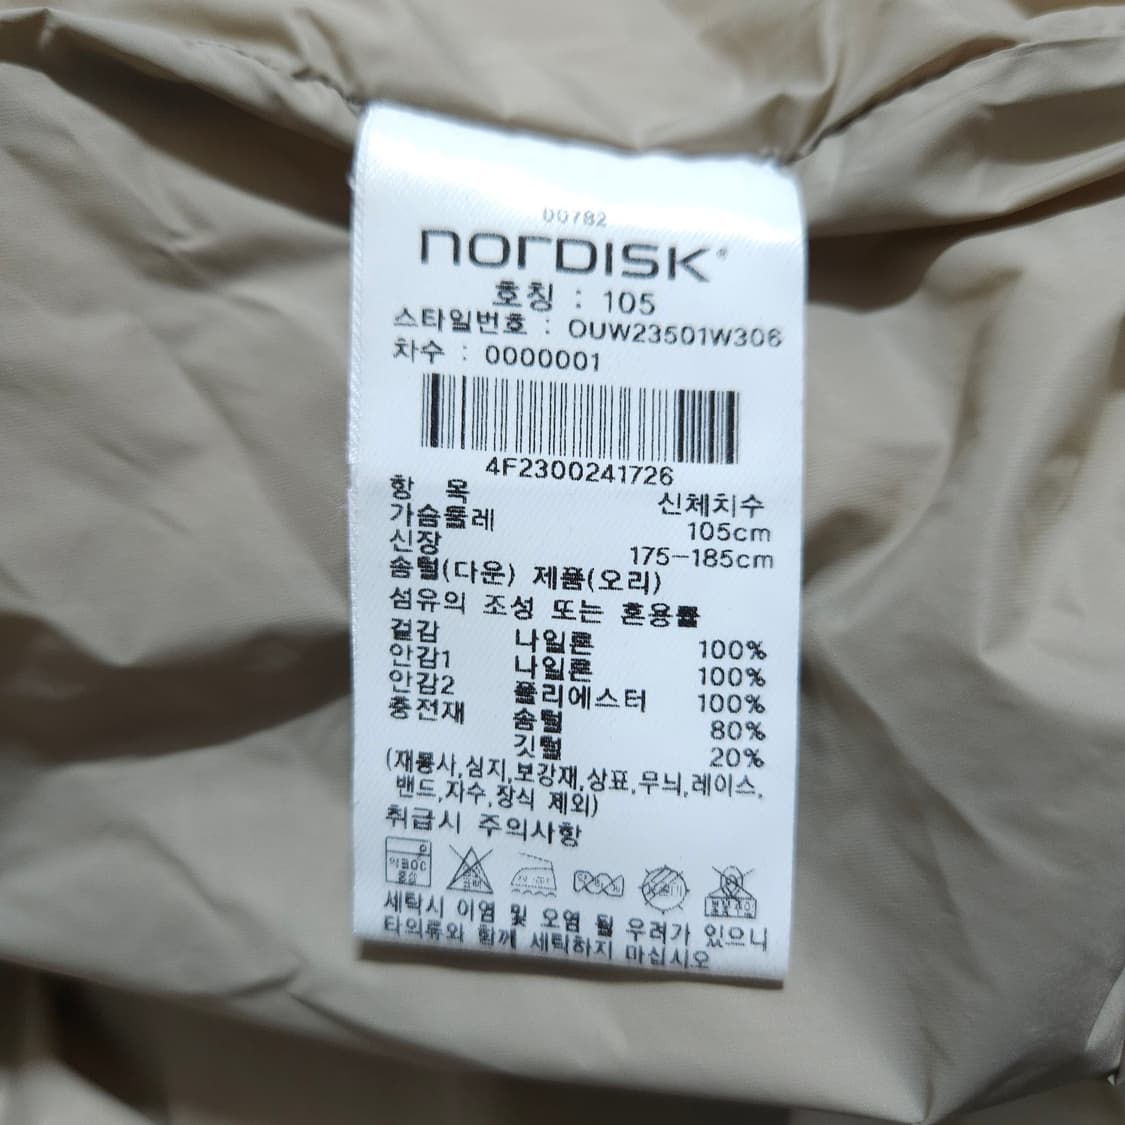 00782
nORDISK®
호칭 : 105
스타일번호 : OUW23501W306
차수 : 0000001
4F2300241726
항 목 신체치수
가슴둘레 105cm
신장 175-185cm
솜털(다운) 제품(오리)
섬유의 조성 또는 혼용률
겉감 나일론 100%
안감1 나일론 100%
안감2 폴리에스터 100%
충전재 솜털 80%
깃털 20%
(재봉사,심지,보강재,상표,무늬,레이스,
밴드,자수,장식 제외)
취급시 주의사항
세탁시 이염 및 오염 될 우려가 있으니
타의류와 함께 세탁하지 마십시오